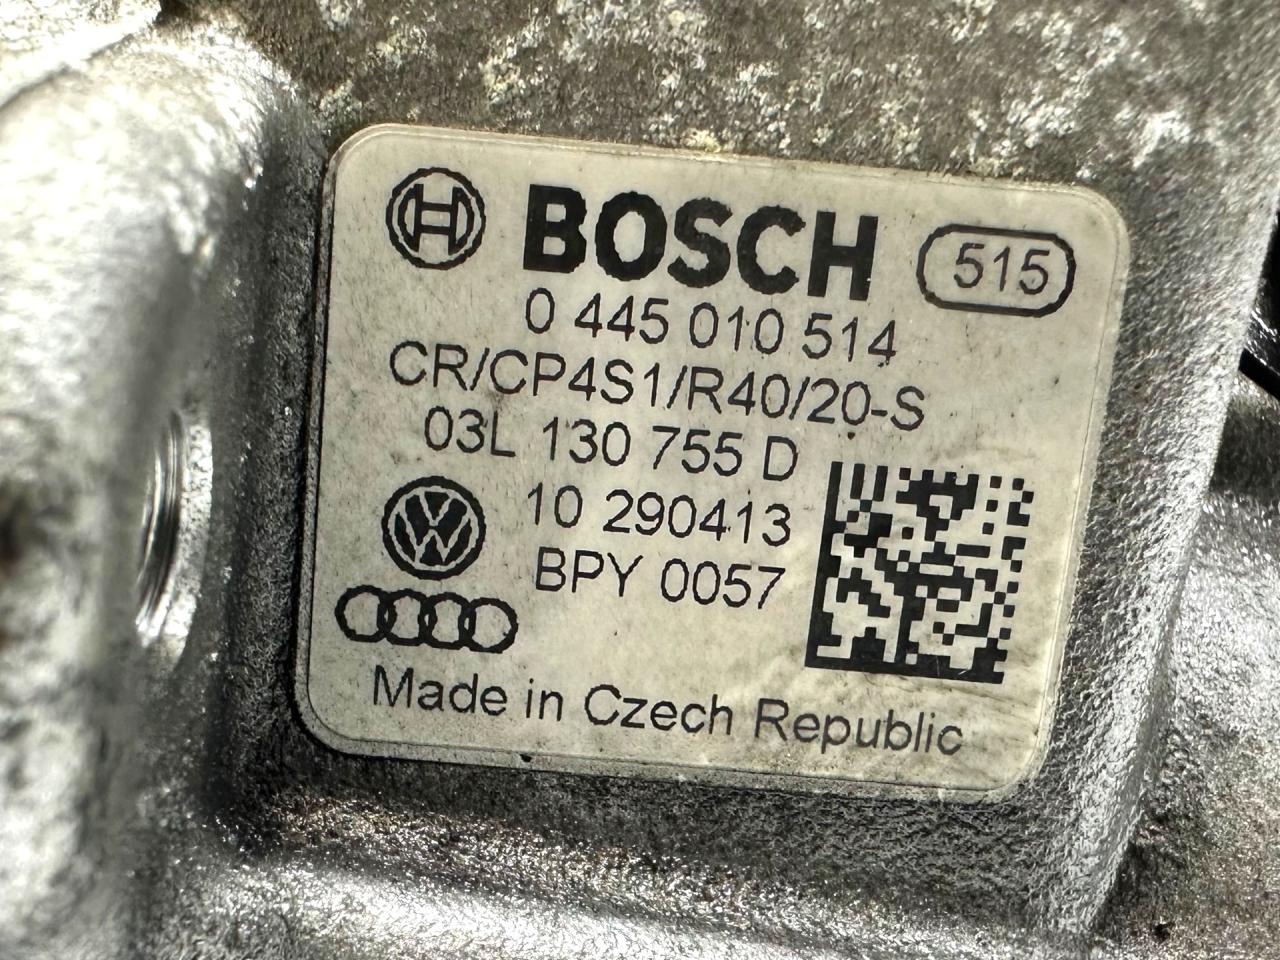 BOSCH 515
0 445 010 514
CR/CP4S1/R40/20-S
03L 130 755 D
10 290413
BPY 0057
Made in Czech Republic